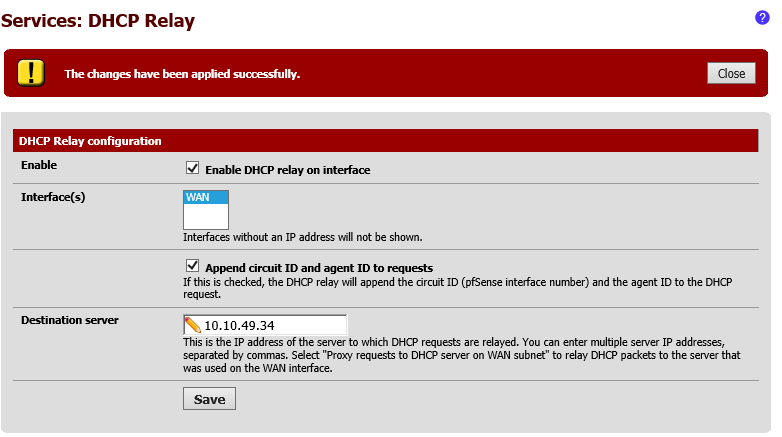 Services: DHCP Relay
?
!
The changes have been applied successfully.
Close
DHCP Relay configuration
Enable
Enable DHCP relay on interface
Interface(s)
WAN
Interfaces without an IP address will not be shown.
Append circuit ID and agent ID to requests
If this is checked, the DHCP relay will append the circuit ID (pfSense interface number) and the agent ID to the DHCP
request.
Destination server
10.10.49.34
This is the IP address of the server to which DHCP requests are relayed. You can enter multiple server IP addresses,
separated by commas. Select "Proxy requests to DHCP server on WAN subnet" to relay DHCP packets to the server that
was used on the WAN interface.
Save